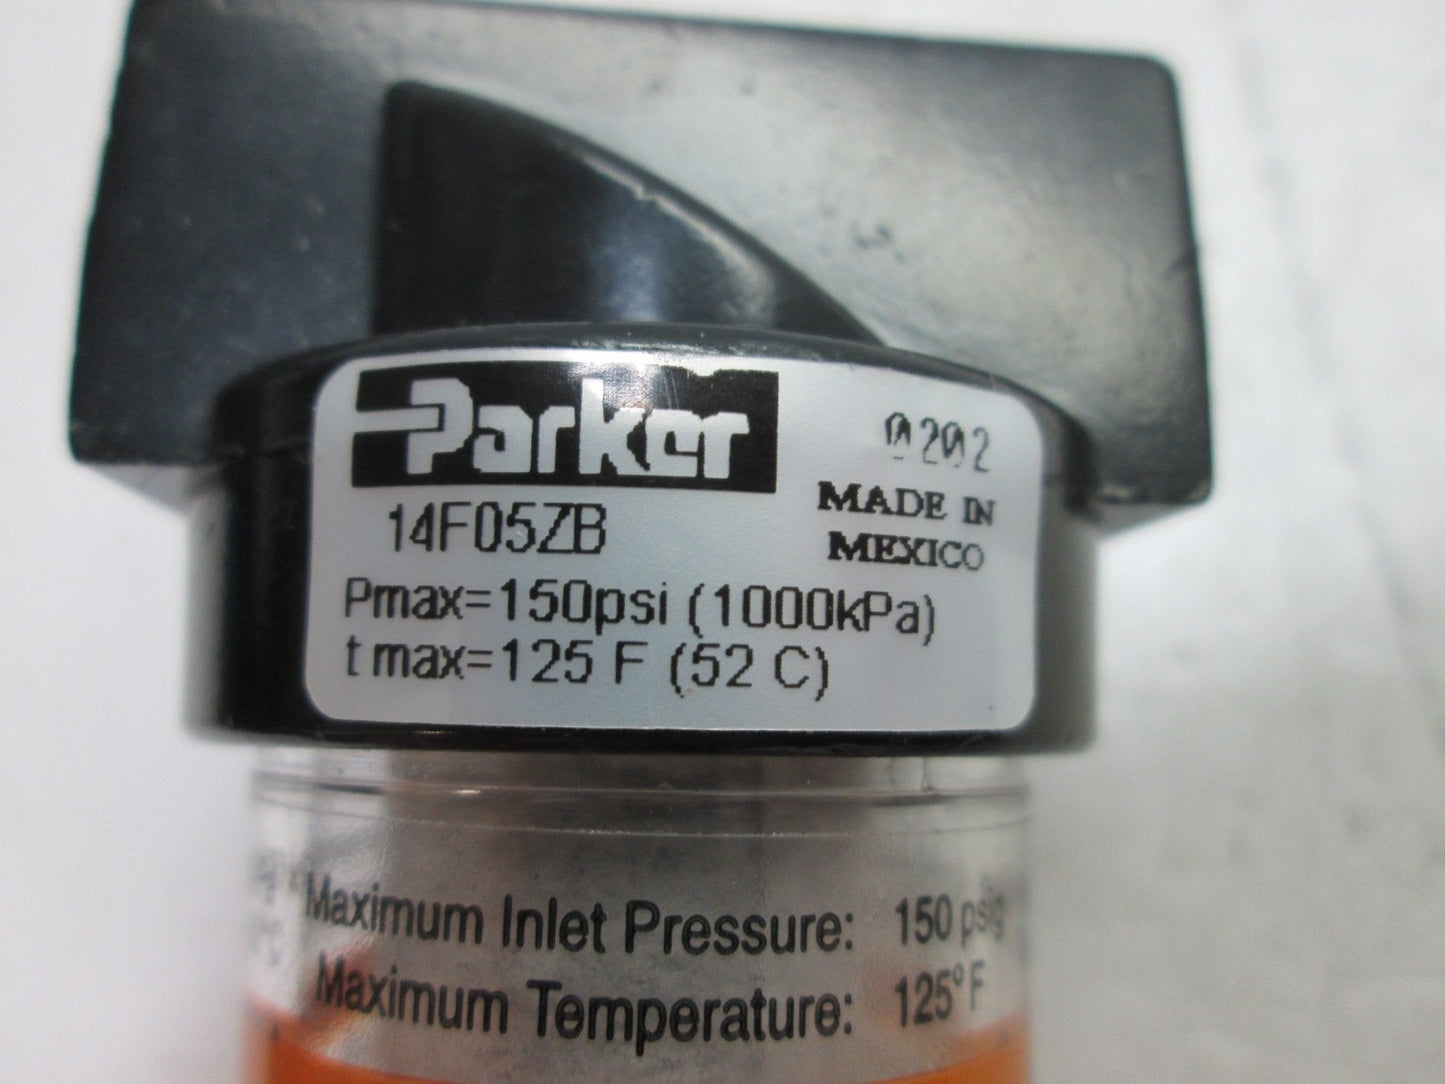 Parker
0202
14F05ZB
MADE IN
MEXICO
Pmax=150psi (1000kPa)
t max=125 F (52 C)
Maximum Inlet Pressure: 150 psig
Maximum Temperature: 125° F